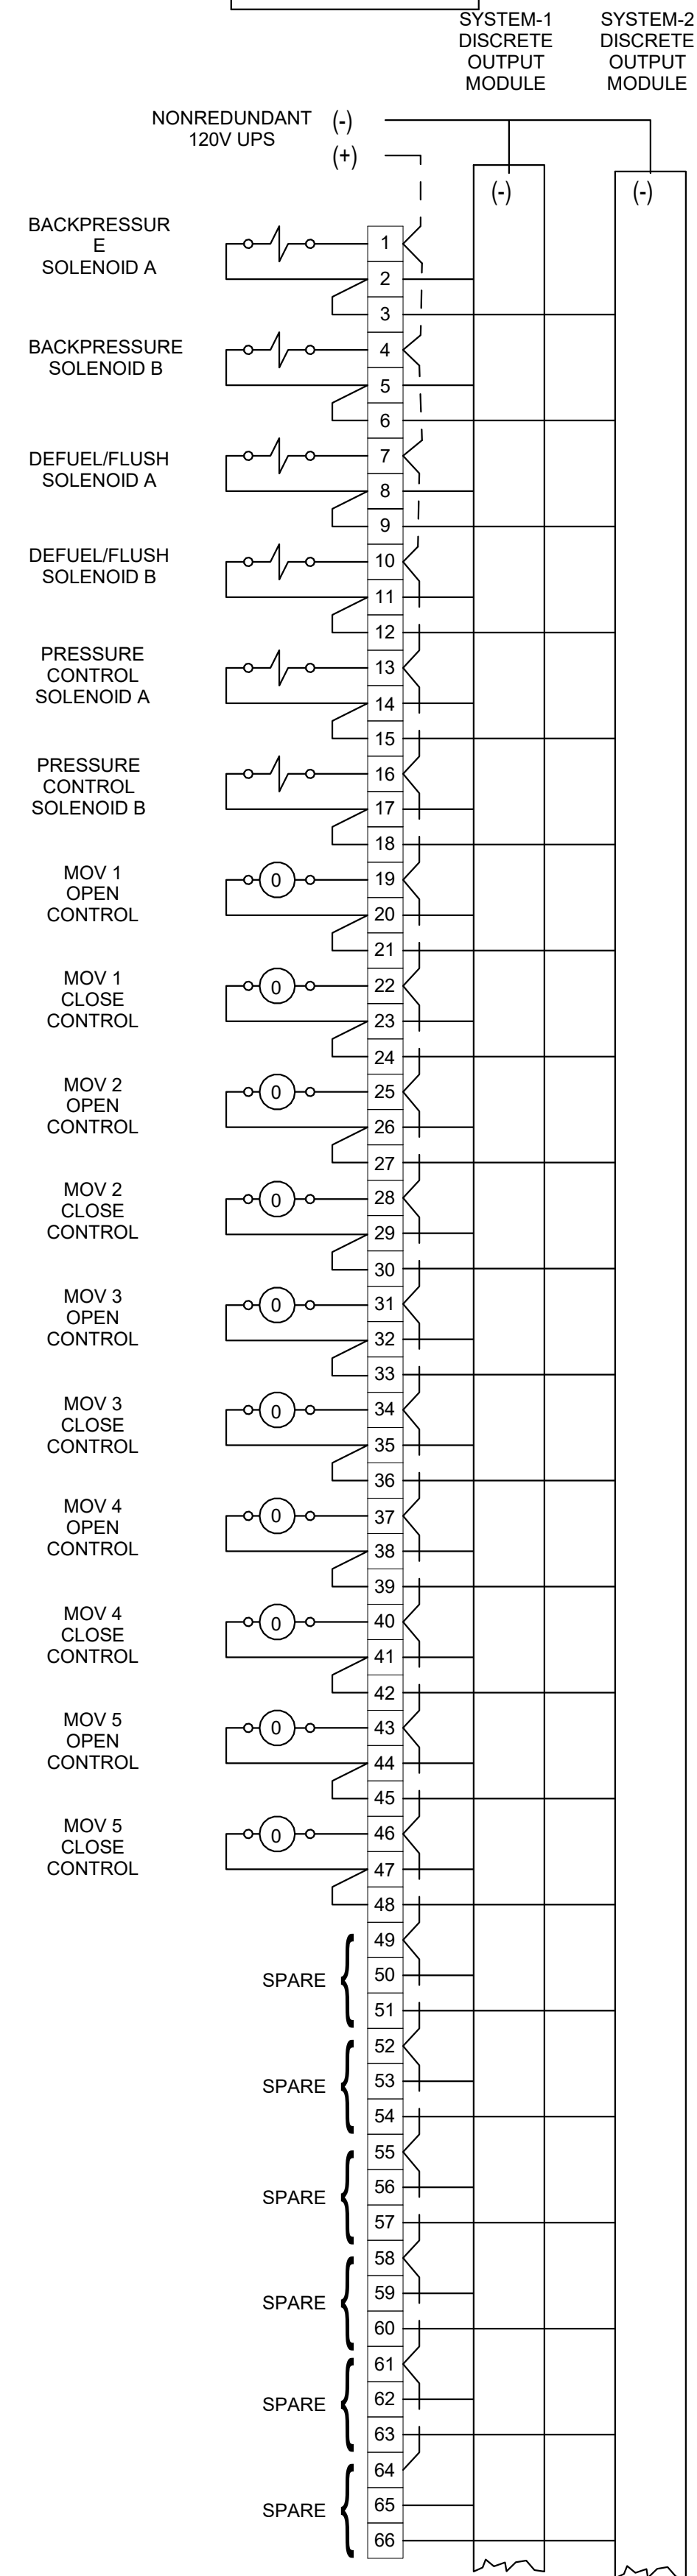 SYSTEM-1
DISCRETE
OUTPUT
MODULE
SYSTEM-2
DISCRETE
OUTPUT
MODULE
NONREDUNDANT
120V UPS
(-)
(+)
(-)
(-)
BACKPRESSUR
E
SOLENOID A
1
2
3
BACKPRESSURE
SOLENOID B
4
5
6
DEFUEL/FLUSH
SOLENOID A
7
8
9
DEFUEL/FLUSH
SOLENOID B
10
11
12
PRESSURE
CONTROL
SOLENOID A
13
14
15
PRESSURE
CONTROL
SOLENOID B
16
17
18
MOV 1
OPEN
CONTROL
0
19
20
21
MOV 1
CLOSE
CONTROL
0
22
23
24
MOV 2
OPEN
CONTROL
0
25
26
27
MOV 2
CLOSE
CONTROL
0
28
29
30
MOV 3
OPEN
CONTROL
0
31
32
33
MOV 3
CLOSE
CONTROL
0
34
35
36
MOV 4
OPEN
CONTROL
0
37
38
39
MOV 4
CLOSE
CONTROL
0
40
41
42
MOV 5
OPEN
CONTROL
0
43
44
45
MOV 5
CLOSE
CONTROL
0
46
47
48
SPARE
49
50
51
SPARE
52
53
54
SPARE
55
56
57
SPARE
58
59
60
SPARE
61
62
63
SPARE
64
65
66